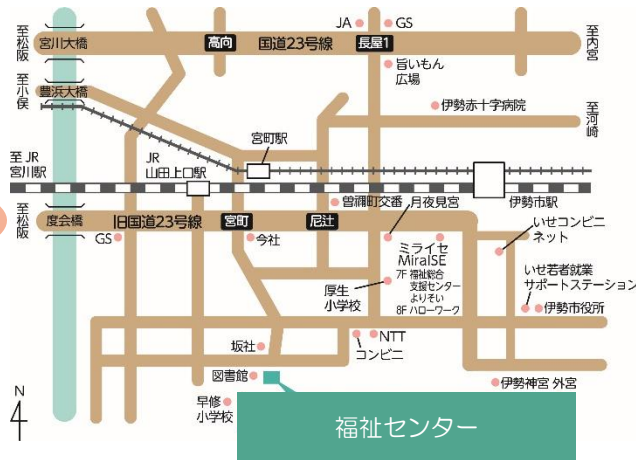 JA
GS
至松阪
宮川大橋
高向
国道23号線
長屋1
至内宮
旨いもん
広場
至小俣
豊浜大橋
伊勢赤十字病院
至河崎
宮町駅
至 JR
宮川駅
JR
山田上口駅
伊勢市駅
曽祢町交番
月夜見宮
至松阪
度会橋
旧国道23号線
宮町
尼辻
GS
今社
ミライセ
MiraISE
7F 福祉総合
支援センター
よりそい
8F ハローワーク
いせコンビニ
ネット
厚生
小学校
いせ若者就業
サポートステーション
伊勢市役所
坂社
コンビニ
NTT
図書館
伊勢神宮 外宮
早修
小学校
N
福祉センター